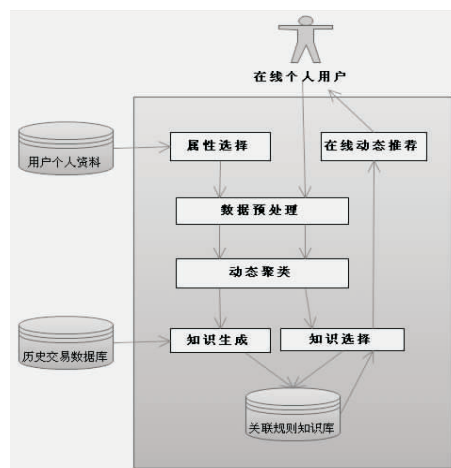 在线个人用户
用户个人资料
属性选择
在线动态推荐
数据预处理
动态聚类
历史交易数据库
知识生成
知识选择
关联规则知识库